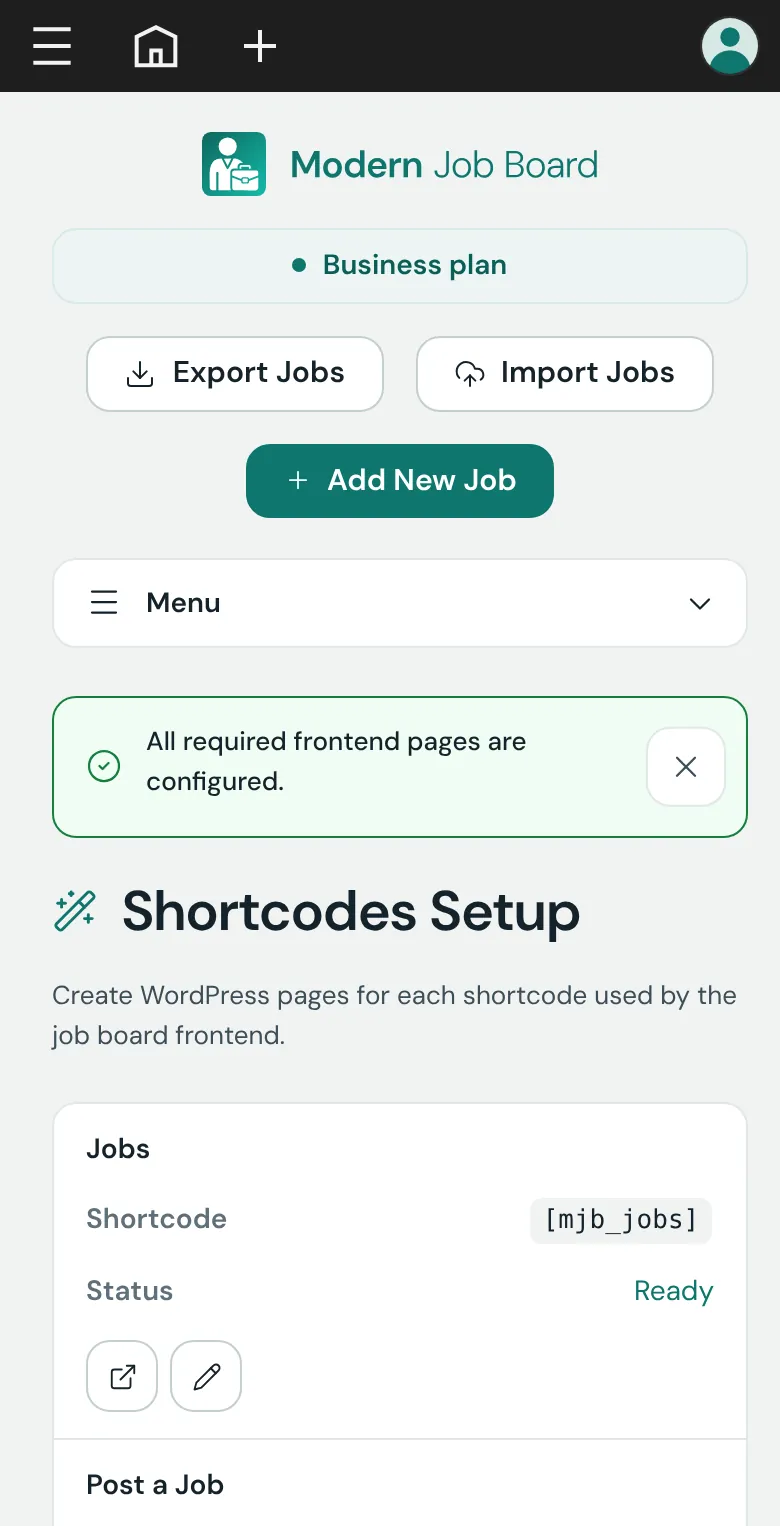 Modern Job Board
Business plan
Export Jobs
Import Jobs
Add New Job
Menu
All required frontend pages are
configured.
Shortcodes Setup
Create WordPress pages for each shortcode used by the
job board frontend.
Jobs
Shortcode
[mjb_jobs]
Status
Ready
Post a Job